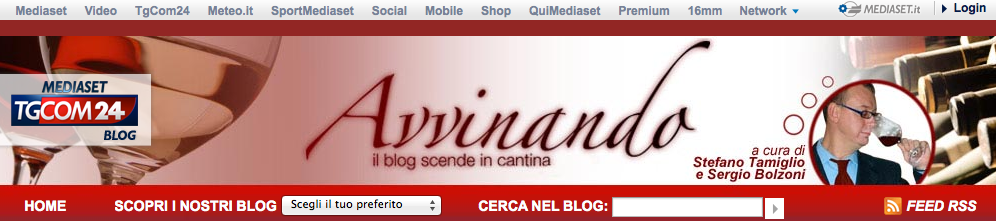 Mediaset Video TgCom24 Meteo.it SportMediaset Social Mobile Shop QuiMediaset Premium 16mm Network MEDIASET.it Login
MEDIASET
TGCOM24
BLOG
Avvinando
il blog scende in cantina
a cura di
Stefano Tamiglio
e Sergio Bolzoni
HOME SCOPRI I NOSTRI BLOG Scegli il tuo preferito CERCA NEL BLOG: FEED RSS